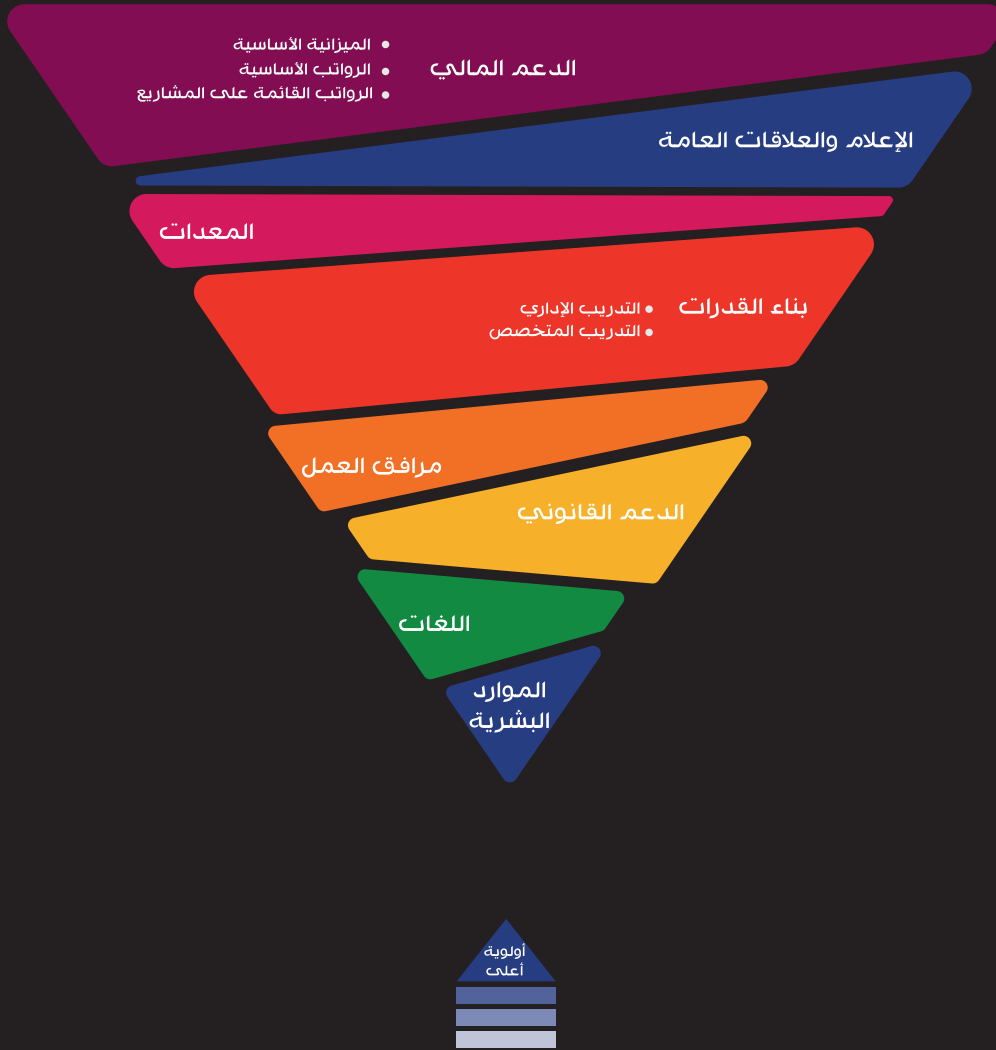 الدعم المالي
• الميزانية الأساسية
• الرواتب الأساسية
• الرواتب القائمة على المشاريع
الإعلام والعلاقات العامة
المعدات
بناء القدرات
• التدريب الإداري
• التدريب المتخصص
مرافق العمل
الدعم القانوني
اللغات
الموارد
البشرية
أولوية
أعلى